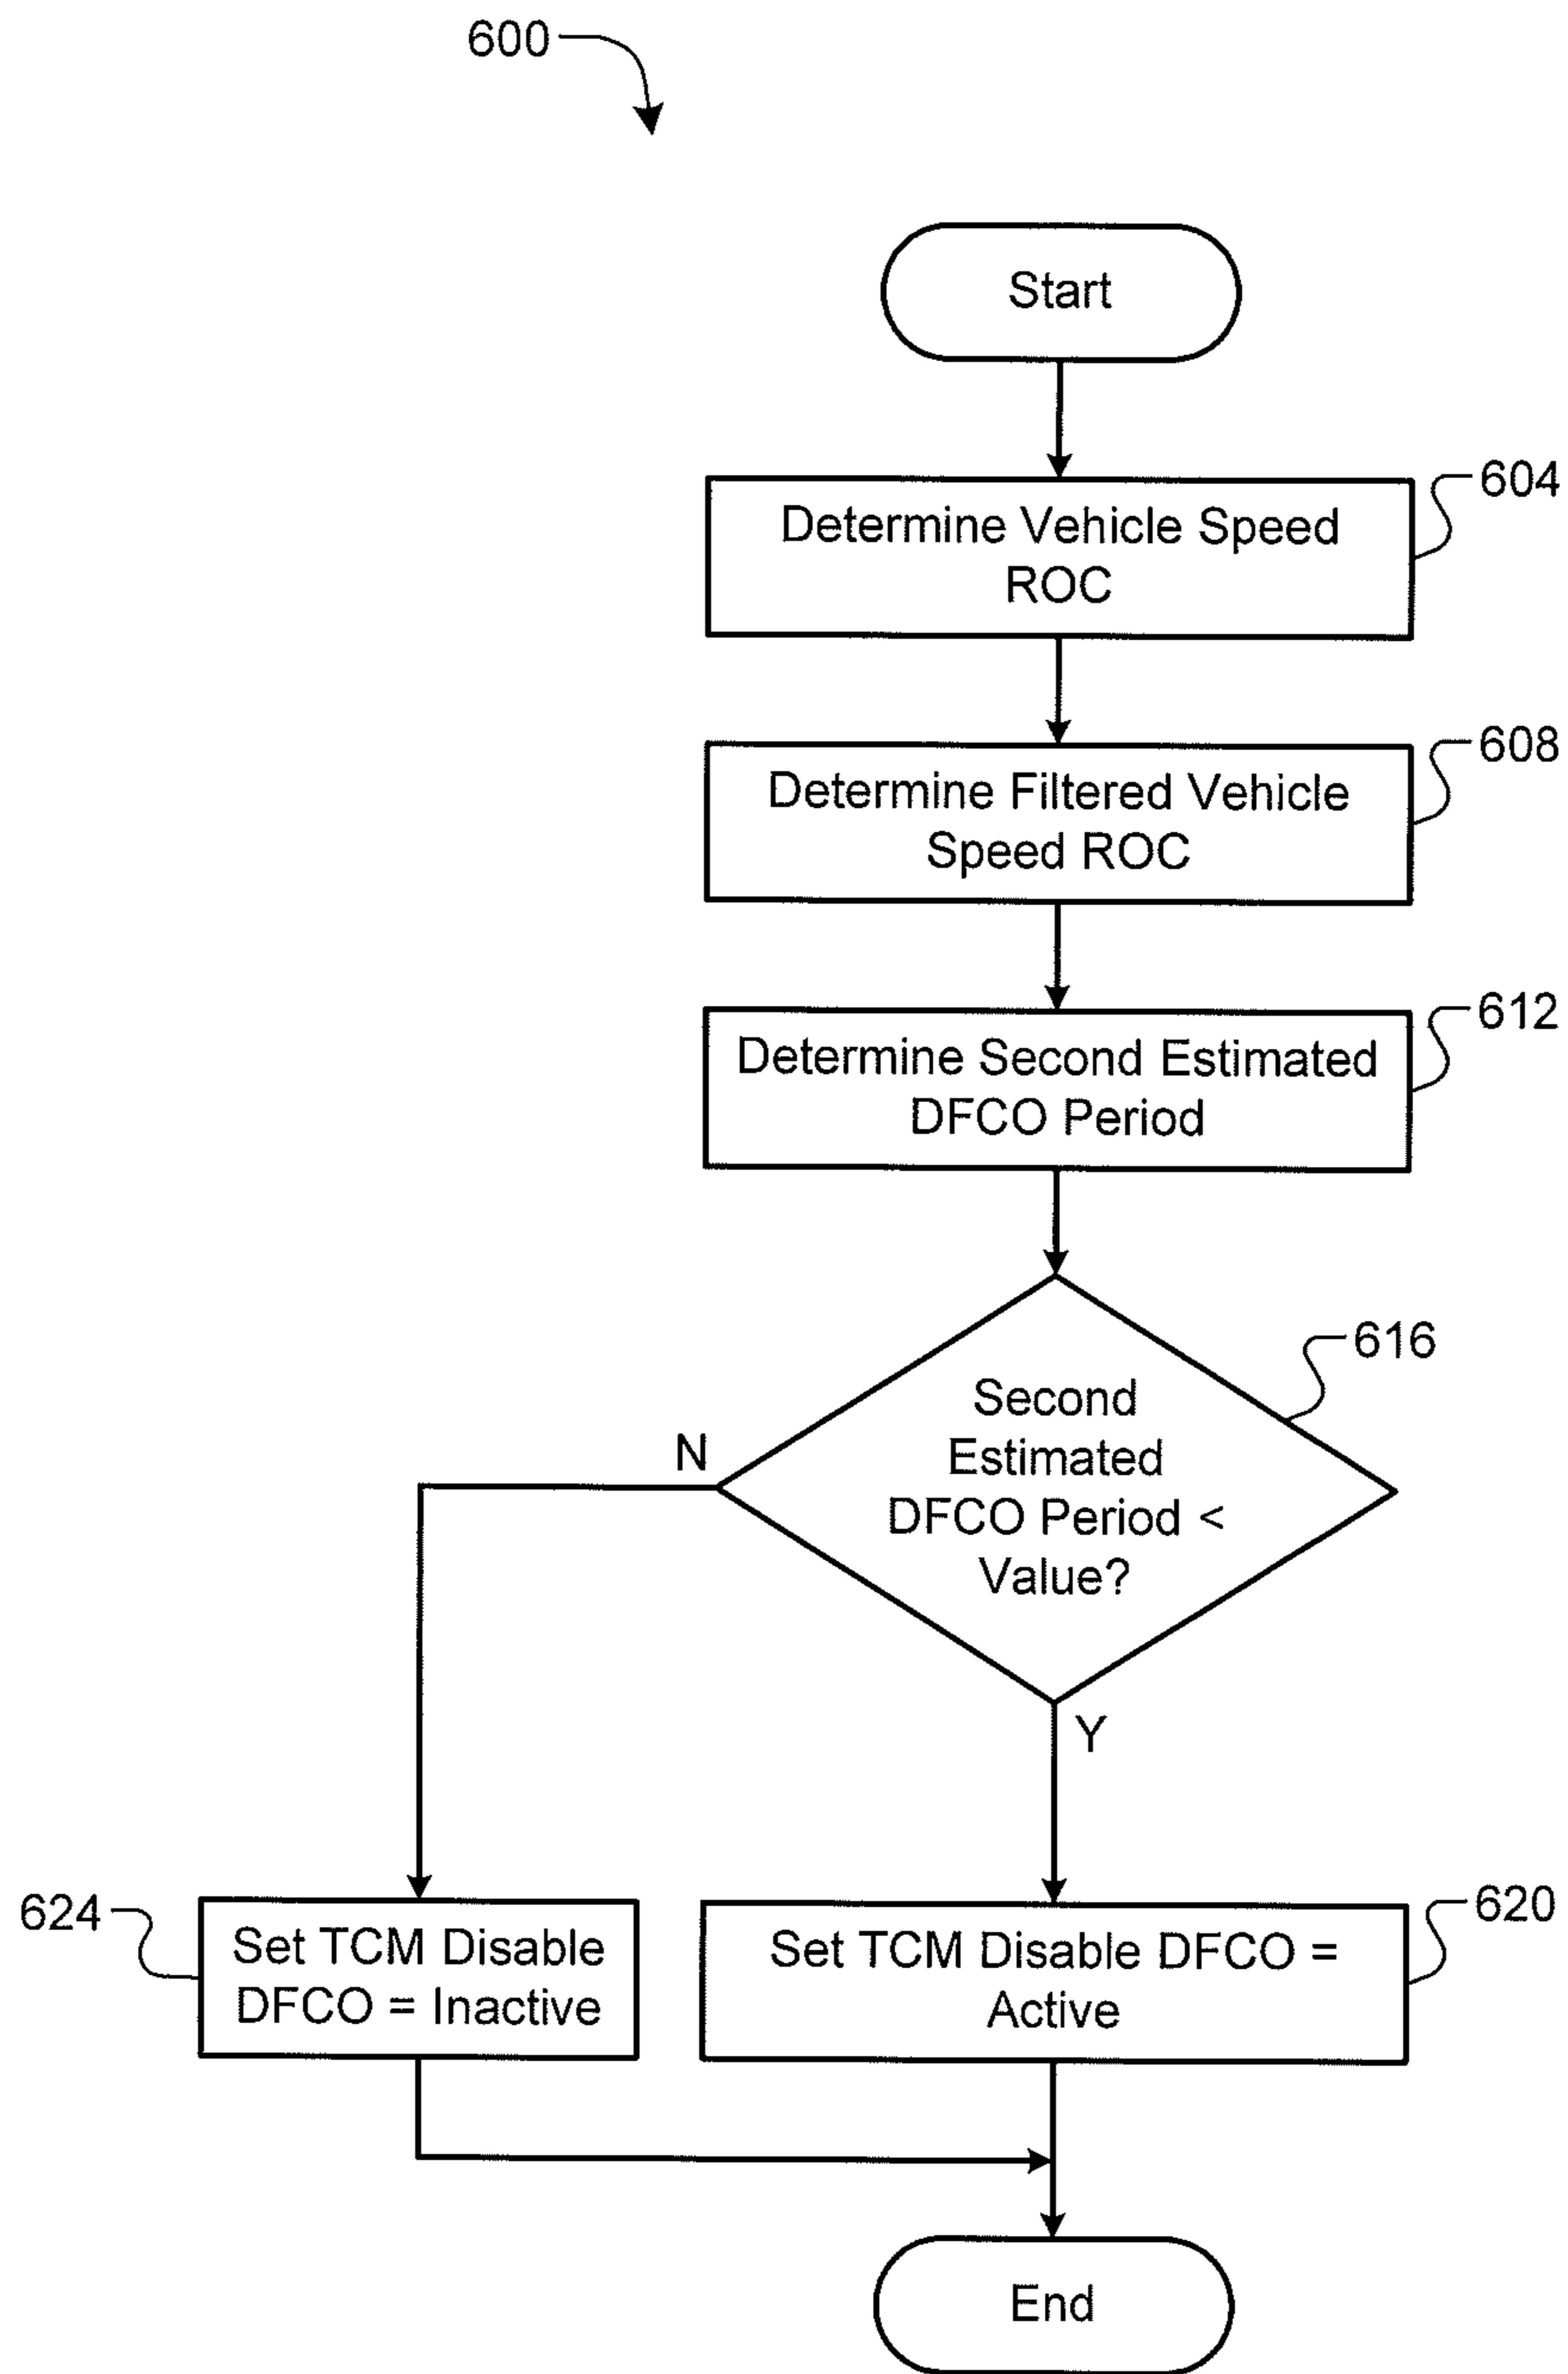 600
Start
604
Determine Vehicle Speed
ROC
608
Determine Filtered Vehicle
Speed ROC
612
Determine Second Estimated
DFCO Period
616
Second
Estimated
DFCO Period <
Value?
N
Y
624
Set TCM Disable
DFCO = Inactive
620
Set TCM Disable DFCO =
Active
End